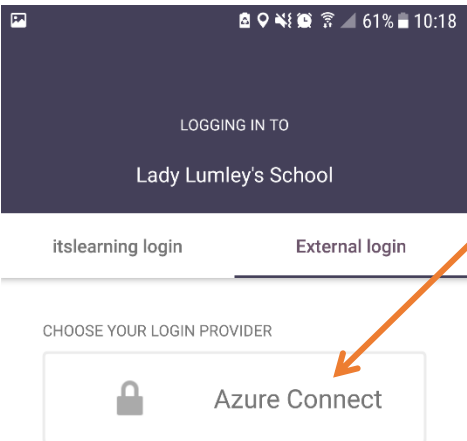 61% 10:18
LOGGING IN TO
Lady Lumley's School
itslearning login External login
CHOOSE YOUR LOGIN PROVIDER
Azure Connect